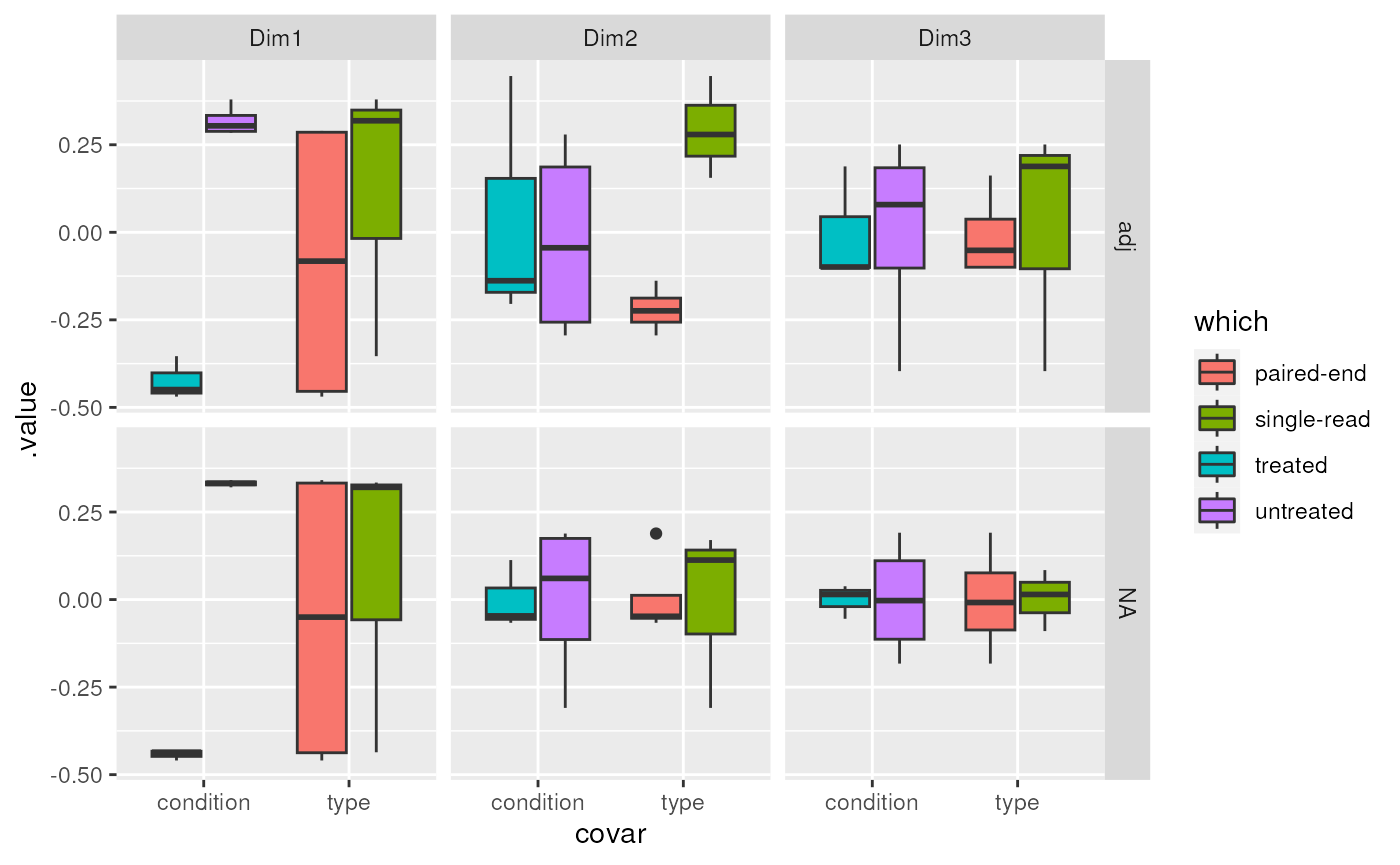 Dim1 Dim2 Dim3
adj
0.25
0.00
-0.25
-0.50
NA
0.25
0.00
-0.25
-0.50
.value
condition type condition type condition type
covar
which
paired-end
single-read
treated
untreated